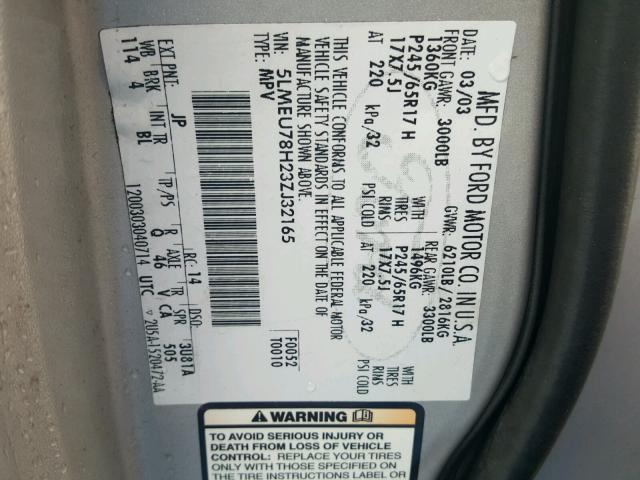 MFD. BY FORD MOTOR CO. IN U.S.A.
DATE: 03/03 GVWR: 6210LB/ 2816KG
FRONT GAWR: 3000LB REAR GAWR: 3300LB
1360KG 1496KG
P245/65R17 H TIRES P245/65R17 H TIRES
17X7.5J RIMS 17X7.5J RIMS
AT 220 kPa/32 PSI COLD AT 220 kPa/32 PSI COLD
THIS VEHICLE CONFORMS TO ALL APPLICABLE FEDERAL MOTOR
VEHICLE SAFETY STANDARDS IN EFFECT ON THE DATE OF
MANUFACTURE SHOWN ABOVE.
VIN: 5LMEU78H23ZJ32165 F0052
TYPE: MPV T0010
EXT PNT: JP RC: 14 DSO:
WB BRK INT TR TP/PS R AXLE TR SPR 3U81A
114 4 BL Q 46 V CA 505
12000303040714 UTC
⚠ WARNING
TO AVOID SERIOUS INJURY OR
DEATH FROM LOSS OF VEHICLE
CONTROL: REPLACE YOUR TIRES
ONLY WITH THOSE SPECIFIED ON
THE TIRE INSTRUCTION LABEL OR